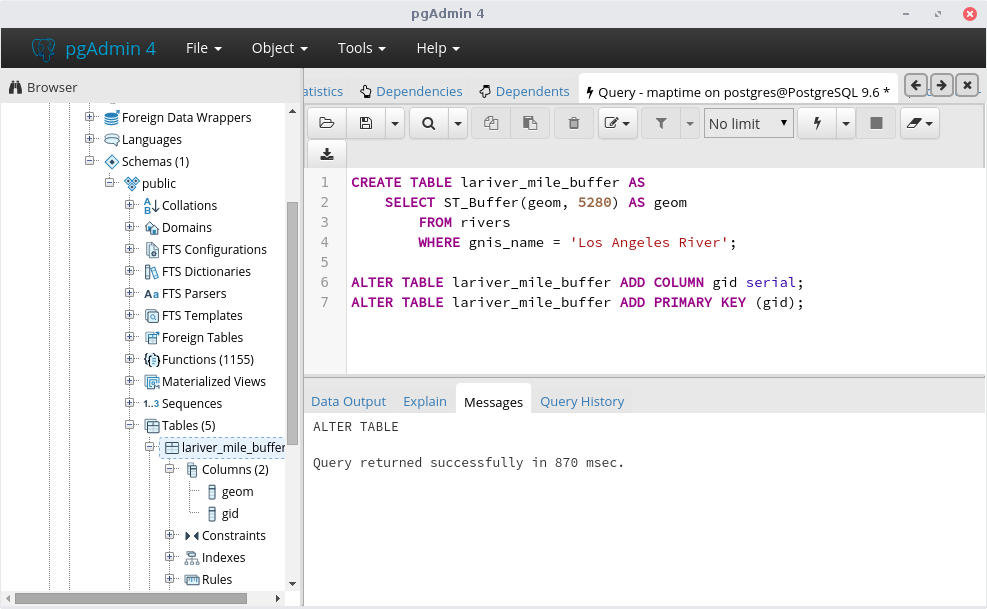 pgAdmin 4
pgAdmin 4 File Object Tools Help
Browser
Foreign Data Wrappers
Languages
Schemas (1)
public
Collations
Domains
FTS Configurations
FTS Dictionaries
FTS Parsers
FTS Templates
Foreign Tables
Functions (1155)
Materialized Views
1..3 Sequences
Tables (5)
lariver_mile_buffer
Columns (2)
geom
gid
Constraints
Indexes
Rules
atistics Dependencies Dependents Query - maptime on postgres@PostgreSQL 9.6 *
No limit
1 CREATE TABLE lariver_mile_buffer AS
2 SELECT ST_Buffer(geom, 5280) AS geom
3 FROM rivers
4 WHERE gnis_name = 'Los Angeles River';
5
6 ALTER TABLE lariver_mile_buffer ADD COLUMN gid serial;
7 ALTER TABLE lariver_mile_buffer ADD PRIMARY KEY (gid);
Data Output Explain Messages Query History
ALTER TABLE
Query returned successfully in 870 msec.